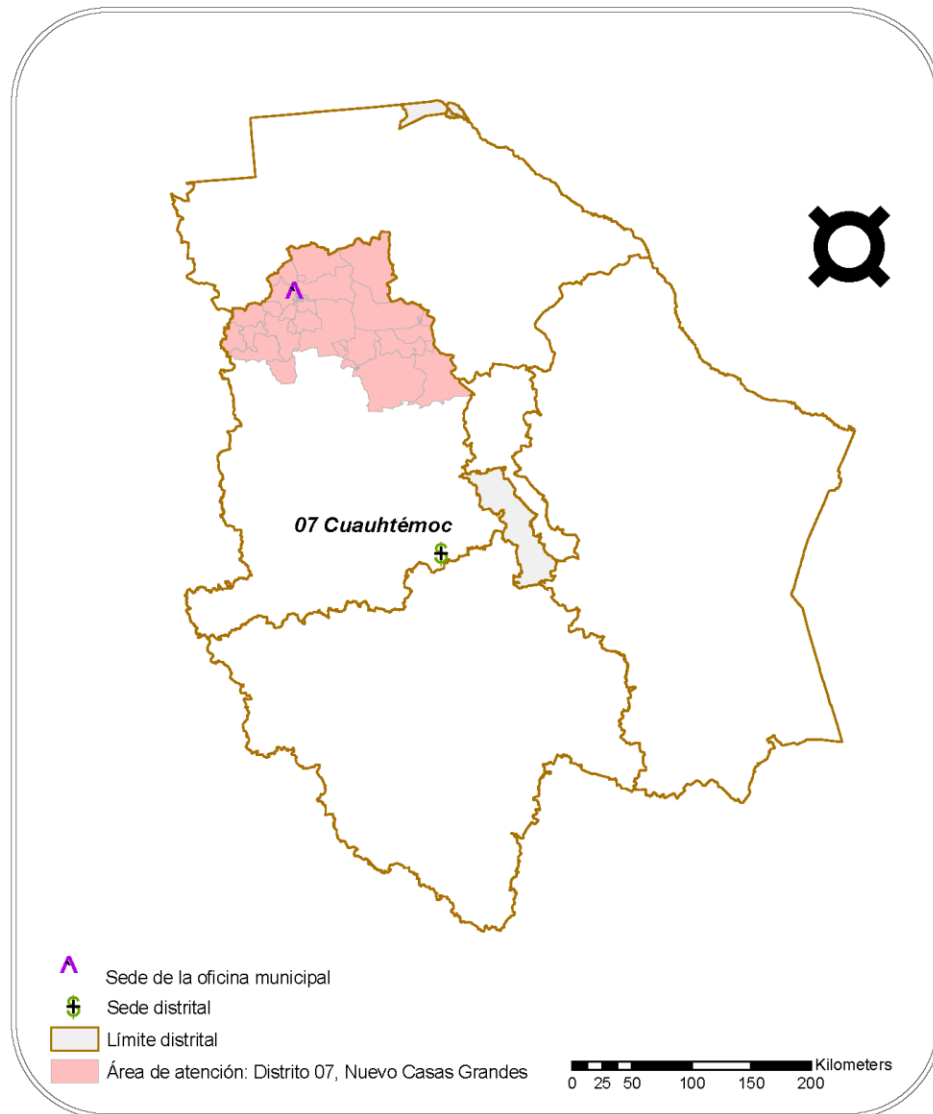 07 Cuauhtémoc
Sede de la oficina municipal
Sede distrital
Límite distrital
Área de atención: Distrito 07, Nuevo Casas Grandes
Kilometers
0 25 50 100 150 200